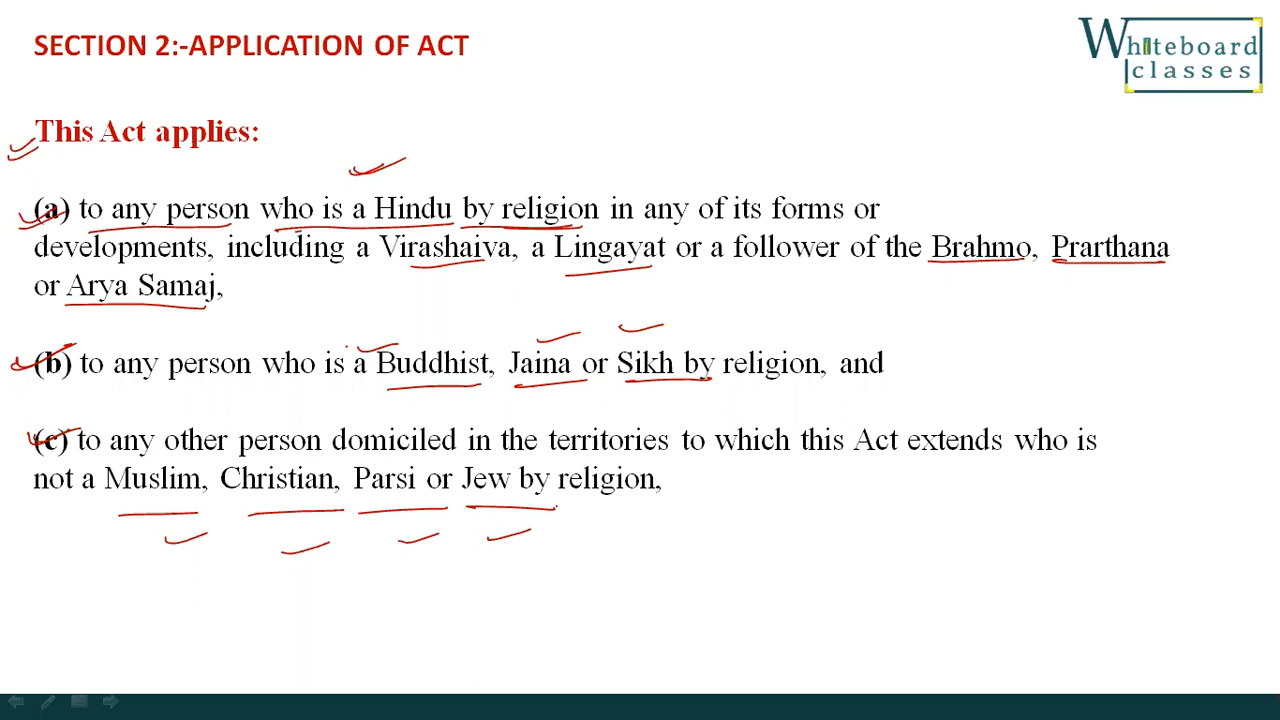 SECTION 2:-APPLICATION OF ACT
Whiteboard
classes
This Act applies:
(a) to any person who is a Hindu by religion in any of its forms or
developments, including a Virashaiva, a Lingayat or a follower of the Brahmo, Prarthana
or Arya Samaj,
(b) to any person who is a Buddhist, Jaina or Sikh by religion, and
(c) to any other person domiciled in the territories to which this Act extends who is
not a Muslim, Christian, Parsi or Jew by religion,